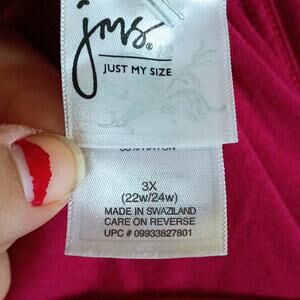 jms®
JUST MY SIZE
3X
(22w/24w)
MADE IN SWAZILAND
CARE ON REVERSE
UPC # 09933827801